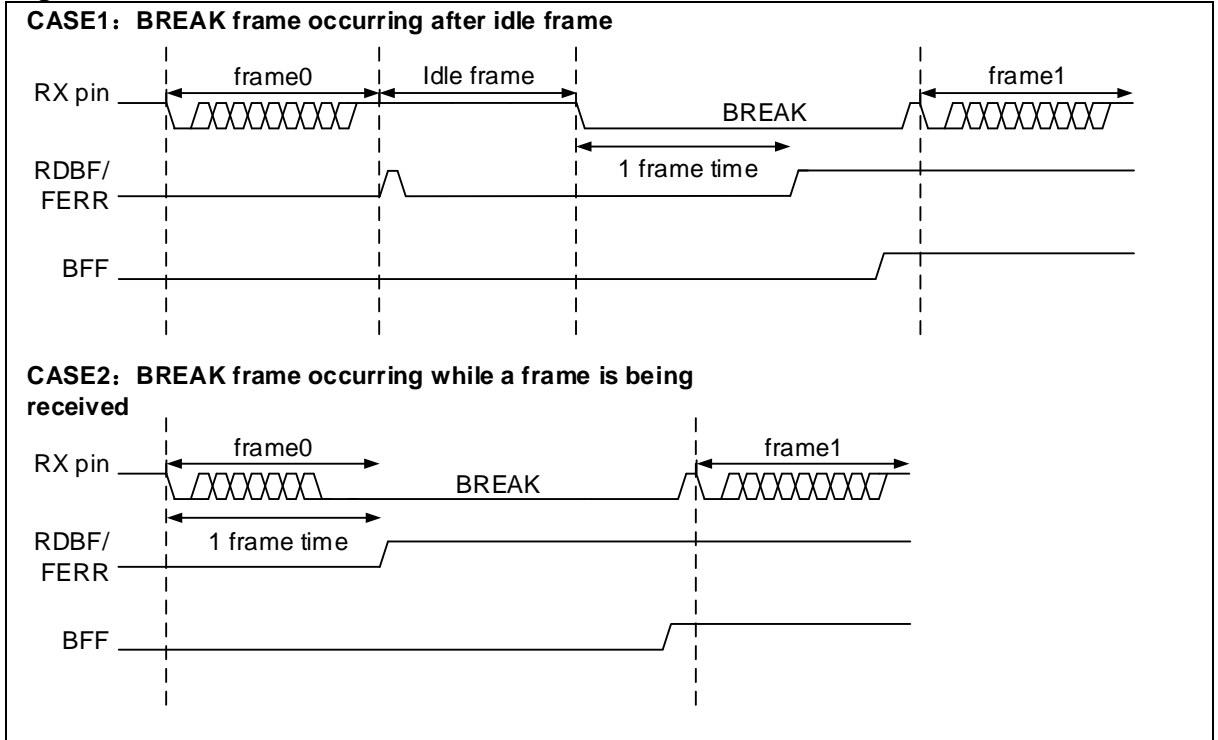 CASE1：BREAK frame occurring after idle frame
frame0
Idle frame
frame1
RX pin
BREAK
RDBF/
FERR
1 frame time
BFF
CASE2：BREAK frame occurring while a frame is being
received
frame0
frame1
RX pin
BREAK
RDBF/
FERR
1 frame time
BFF